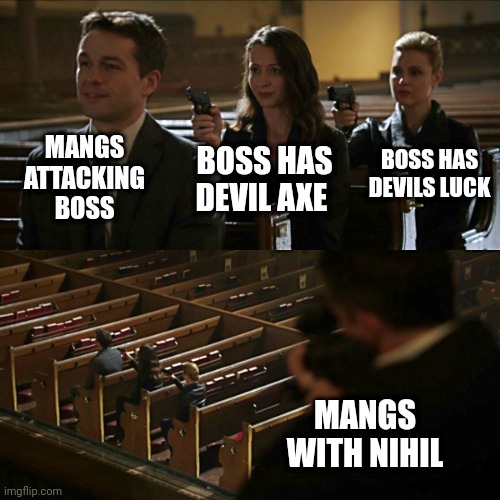 MANGS
ATTACKING
BOSS
BOSS HAS
DEVIL AXE
BOSS HAS
DEVILS LUCK
MANGS
WITH NIHIL
imgflip.com